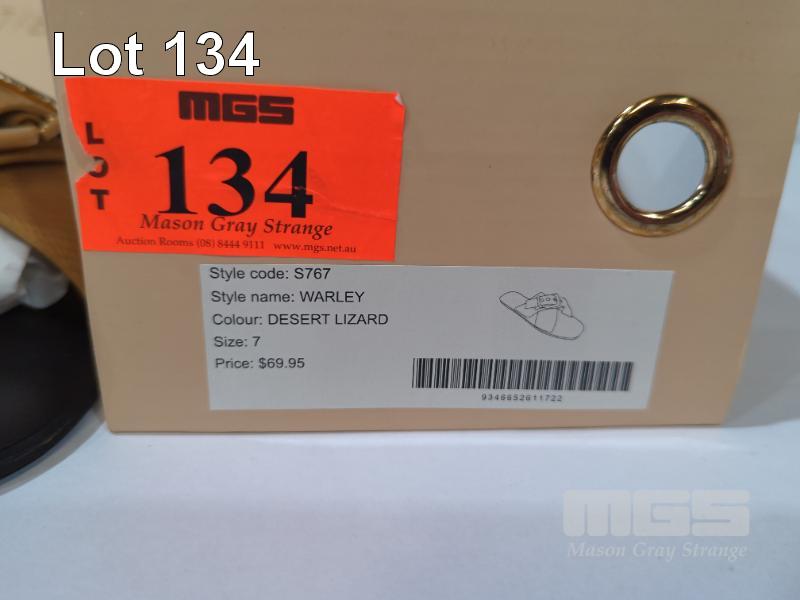 Lot 134
MGS
LOT
134
Mason Gray Strange
Auction Rooms (08) 8444 9111 www.mgs.net.au
Style code: S767
Style name: WARLEY
Colour: DESERT LIZARD
Size: 7
Price: $69.95
9346652611722
MGS
Mason Gray Strange